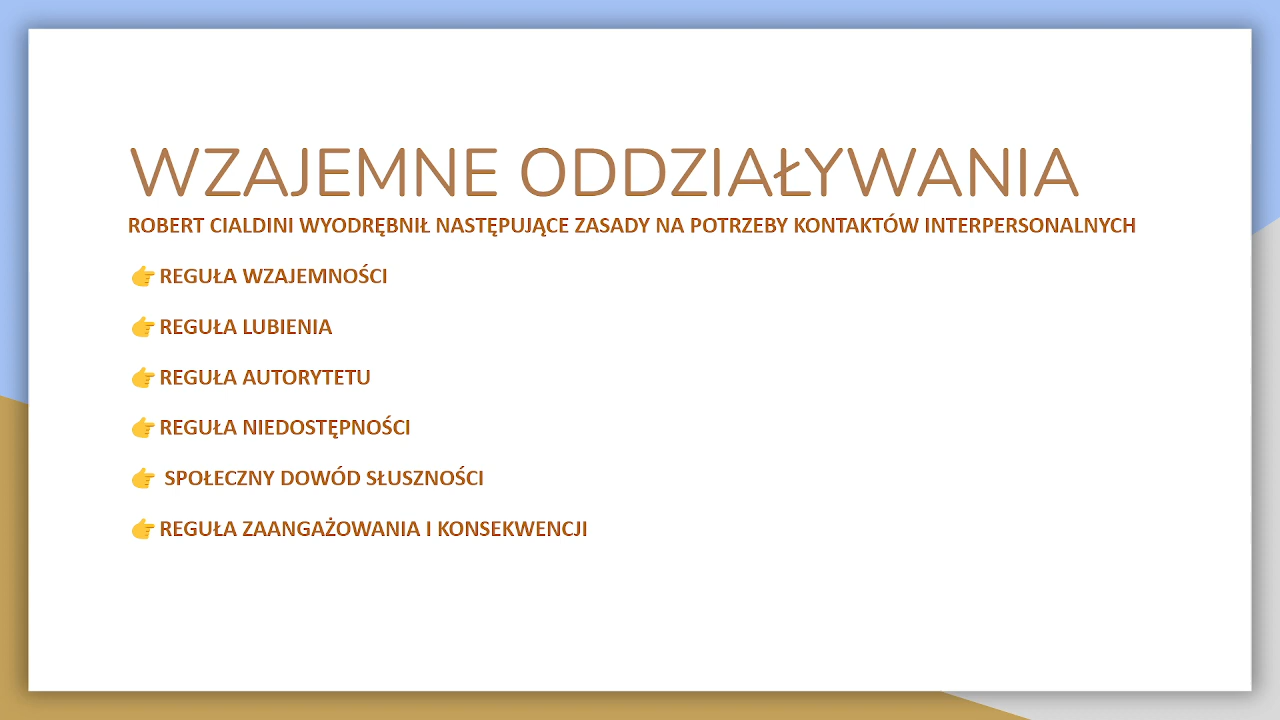 WZAJEMNE ODDZIAŁYWANIA
ROBERT CIALDINI WYODRĘBNIŁ NASTĘPUJĄCE ZASADY NA POTRZEBY KONTAKTÓW INTERPERSONALNYCH
👉REGUŁA WZAJEMNOŚCI
👉REGUŁA LUBIENIA
👉REGUŁA AUTORYTETU
👉REGUŁA NIEDOSTĘPNOŚCI
👉 SPOŁECZNY DOWÓD SŁUSZNOŚCI
👉REGUŁA ZAANGAŻOWANIA I KONSEKWENCJI